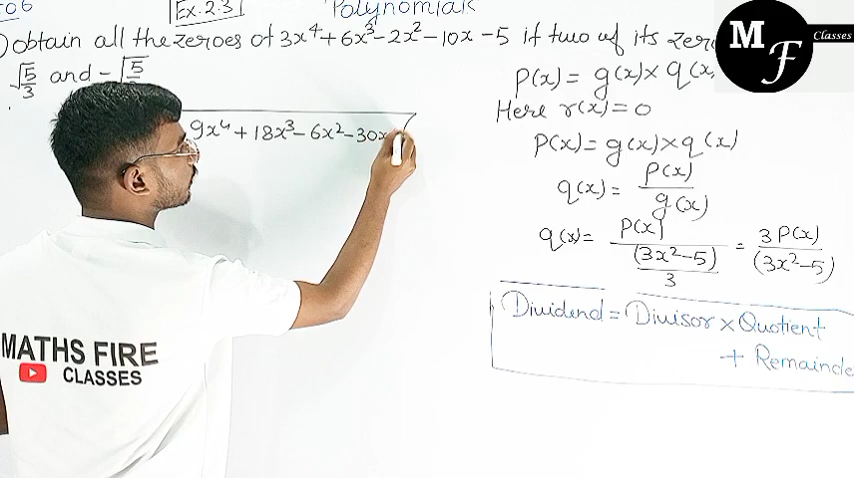 Ex-2.3 Polynomials
obtain all the zeroes of 3x⁴+6x³-2x²-10x-5 if two of its zero
√5/3 and -√5
P(x)= g(x)× q(x,
Here r(x)=0
9x⁴+18x³-6x²-30x
P(x)= g(x)×q(x)
q(x)= P(x)/g(x)
q(x)= P(x)/((3x²-5)/3) = 3P(x)/(3x²-5)
Dividend = Divisor × Quotient
+ Remainde
MATHS FIRE
CLASSES
M
F
Classes